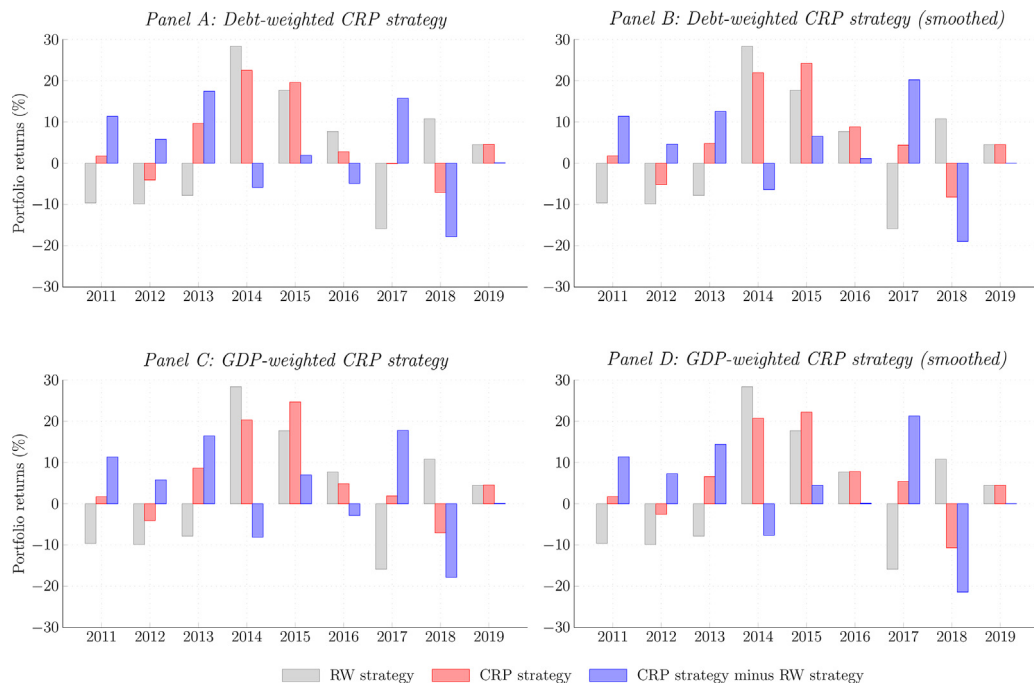 Panel A: Debt-weighted CRP strategy
Portfolio returns (%)
30
20
10
0
−10
−20
−30
2011 2012 2013 2014 2015 2016 2017 2018 2019
Panel B: Debt-weighted CRP strategy (smoothed)
30
20
10
0
−10
−20
−30
2011 2012 2013 2014 2015 2016 2017 2018 2019
Panel C: GDP-weighted CRP strategy
Portfolio returns (%)
30
20
10
0
−10
−20
−30
2011 2012 2013 2014 2015 2016 2017 2018 2019
Panel D: GDP-weighted CRP strategy (smoothed)
30
20
10
0
−10
−20
−30
2011 2012 2013 2014 2015 2016 2017 2018 2019
RW strategy CRP strategy CRP strategy minus RW strategy